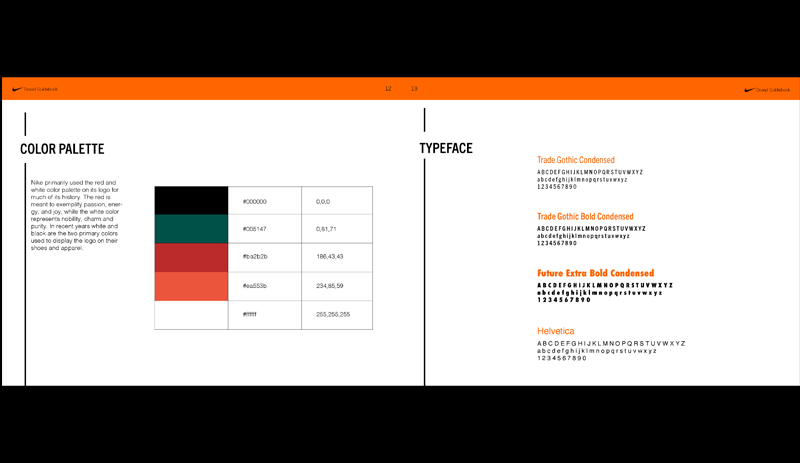 Brand Guidebook
12
13
Brand Guidebook
COLOR PALETTE
Nike primarily used the red and
white color palette on its logo for
much of its history. The red is
meant to exemplify passion, ener-
gy, and joy, while the white color
represents nobility, charm and
purity. In recent years white and
black are the two primary colors
used to display the logo on their
shoes and apparel.
#000000 0,0,0
#005147 0,81,71
#ba2b2b 186,43,43
#ea553b 234,85,59
#ffffff 255,255,255
TYPEFACE
Trade Gothic Condensed
ABCDEFGHIJKLMNOPQRSTUVWXYZ
abcdefghijklmnopqrstuvwxyz
1234567890
Trade Gothic Bold Condensed
ABCDEFGHIJKLMNOPQRSTUVWXYZ
abcdefghijklmnopqrstuvwxyz
1234567890
Future Extra Bold Condensed
ABCDEFGHIJKLMNOPQRSTUVWXYZ
abcdefghijklmnopqrstuvwxyz
1234567890
Helvetica
ABCDEFGHIJKLMNOPQRSTUVWXYZ
abcdefghijklmnopqrstuvwxyz
1234567890